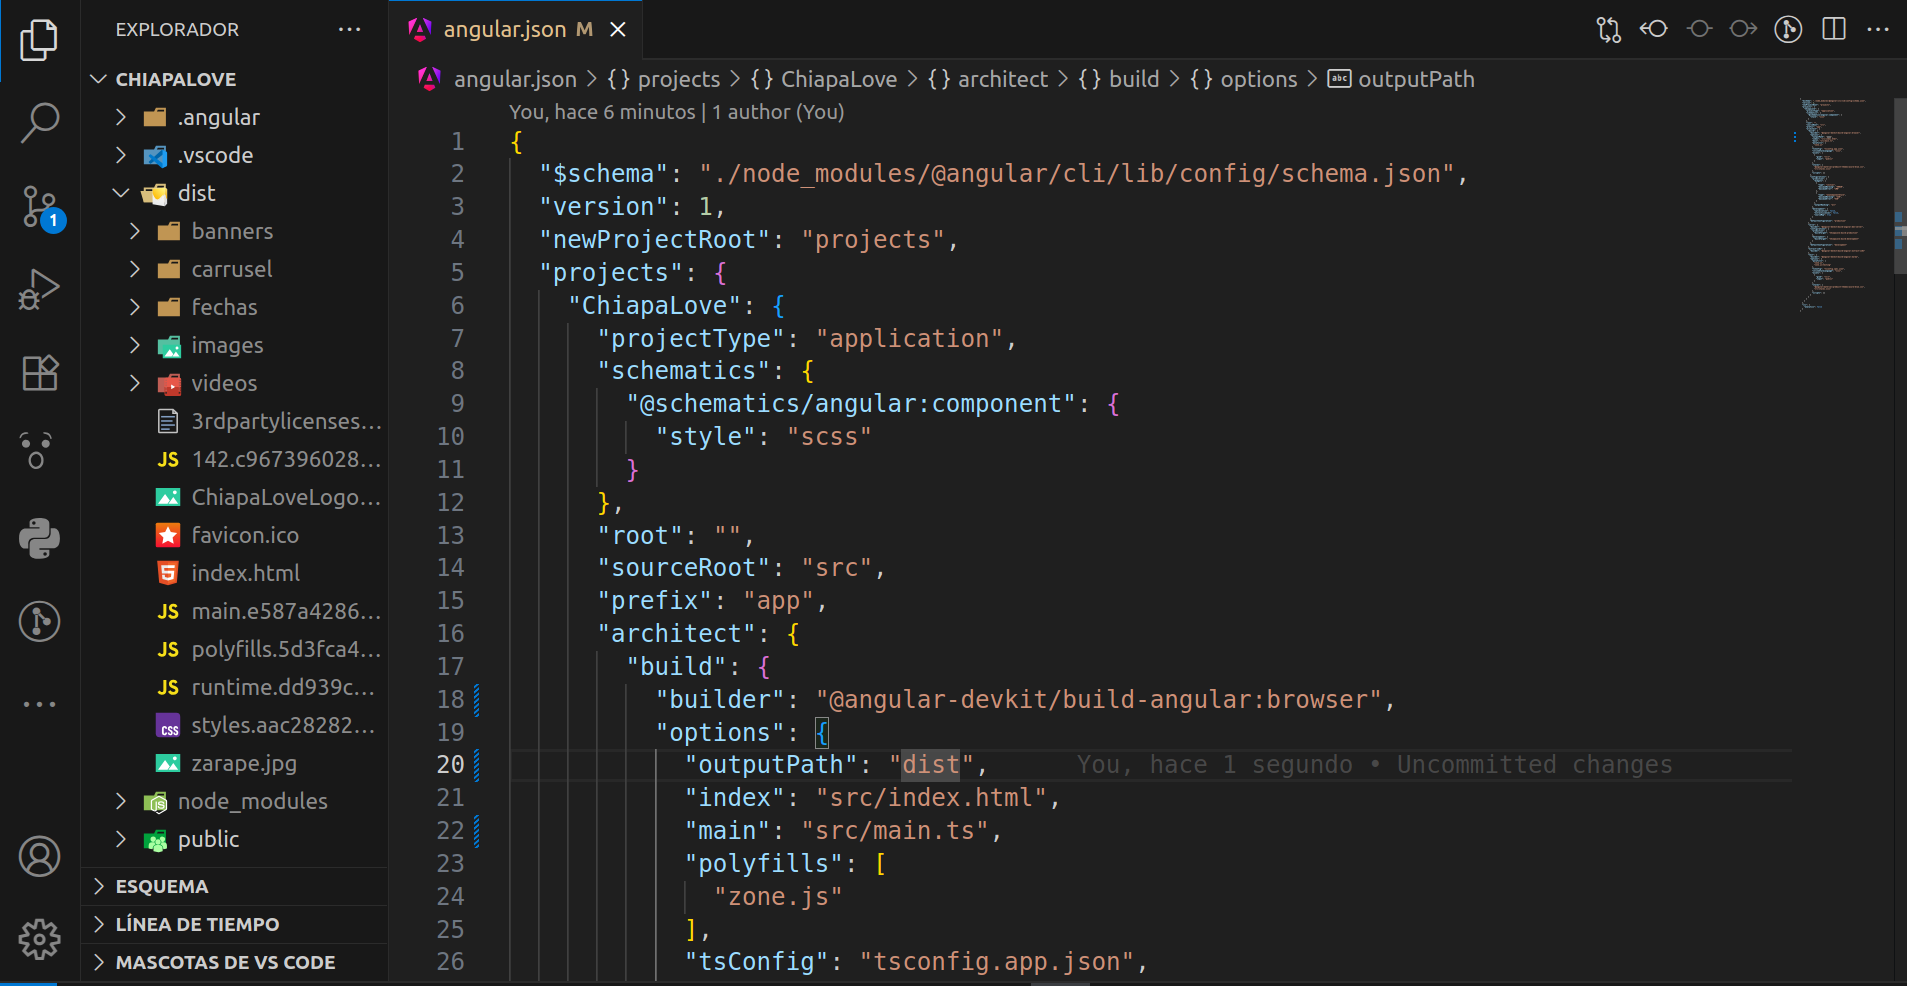 EXPLORADOR
CHIAPALOVE
.angular
.vscode
dist
banners
carrusel
fechas
images
videos
3rdpartylicenses...
JS 142.c967396028...
ChiapaLoveLogo...
favicon.ico
index.html
JS main.e587a4286...
JS polyfills.5d3fca4...
JS runtime.dd939c...
css styles.aac28282...
zarape.jpg
node_modules
public
ESQUEMA
LÍNEA DE TIEMPO
MASCOTAS DE VS CODE
1
angular.json M
angular.json > {} projects > {} ChiapaLove > {} architect > {} build > {} options > abc outputPath
You, hace 6 minutos | 1 author (You)
1 {
2 "$schema": "./node_modules/@angular/cli/lib/config/schema.json",
3 "version": 1,
4 "newProjectRoot": "projects",
5 "projects": {
6 "ChiapaLove": {
7 "projectType": "application",
8 "schematics": {
9 "@schematics/angular:component": {
10 "style": "scss"
11 }
12 },
13 "root": "",
14 "sourceRoot": "src",
15 "prefix": "app",
16 "architect": {
17 "build": {
18 "builder": "@angular-devkit/build-angular:browser",
19 "options": {
20 "outputPath": "dist", You, hace 1 segundo • Uncommitted changes
21 "index": "src/index.html",
22 "main": "src/main.ts",
23 "polyfills": [
24 "zone.js"
25 ],
26 "tsConfig": "tsconfig.app.json",